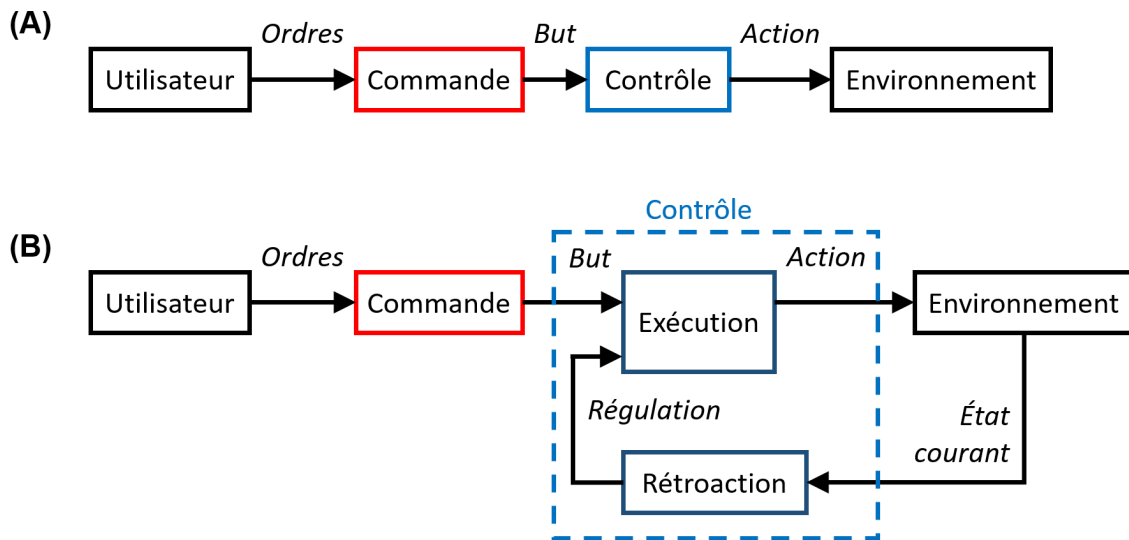 (A)
Ordres
But
Action
Utilisateur
Commande
Contrôle
Environnement
Contrôle
(B)
Ordres
But
Action
Utilisateur
Commande
Exécution
Environnement
Régulation
État
courant
Rétroaction